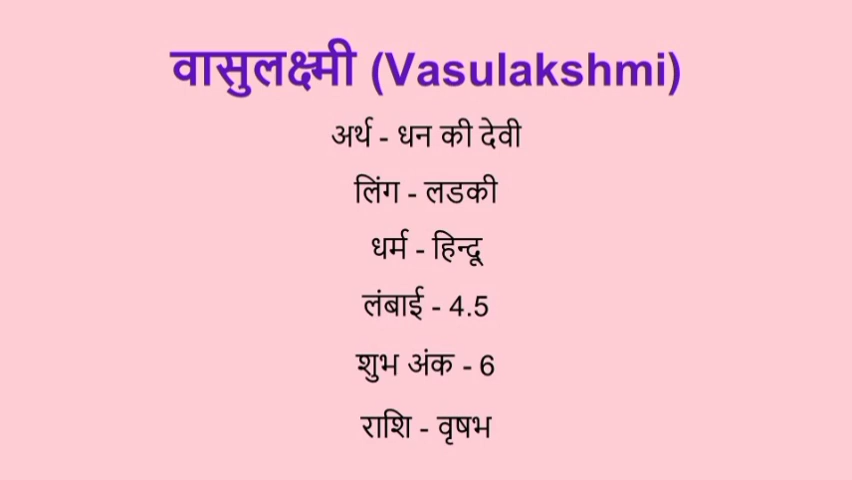 वासुलक्ष्मी (Vasulakshmi)
अर्थ - धन की देवी
लिंग - लडकी
धर्म - हिन्दू
लंबाई - 4.5
शुभ अंक - 6
राशि - वृषभ